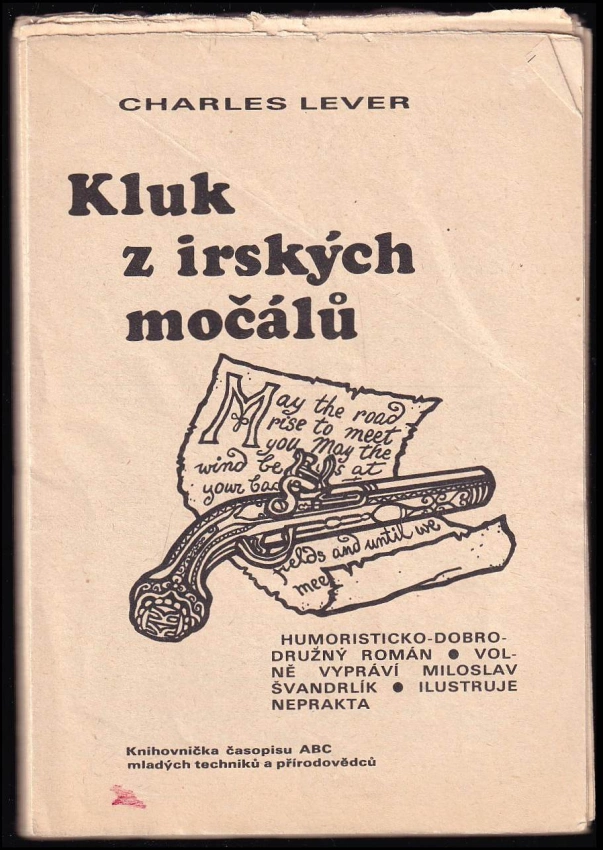 CHARLES LEVER
Kluk
z irských
močálů
May the road
rise to meet
you May the
wind be at
your
fields and until we
meet
HUMORISTICKO-DOBRO-
DRUŽNÝ ROMÁN ● VOL-
NĚ VYPRÁVÍ MILOSLAV
ŠVANDRLÍK ● ILUSTRUJE
NEPRAKTA
Knihovnička časopisu ABC
mladých techniků a přírodovědců